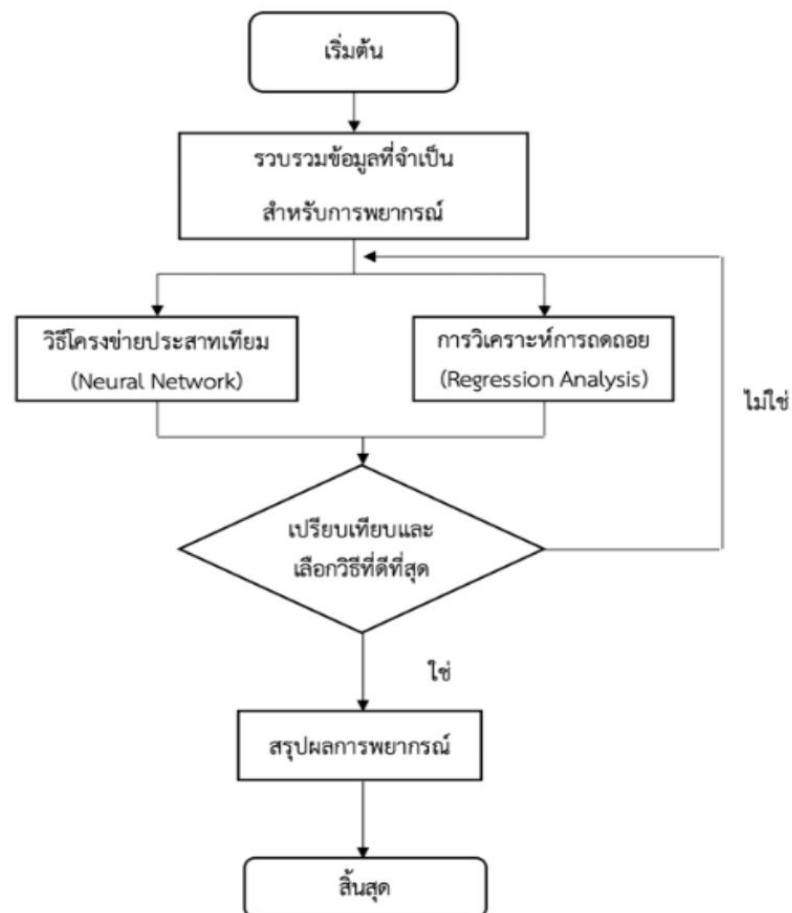 เริ่มต้น
รวบรวมข้อมูลที่จำเป็น
สำหรับการพยากรณ์
วิธีโครงข่ายประสาทเทียม
(Neural Network)
การวิเคราะห์การถดถอย
(Regression Analysis)
ไม่ใช่
เปรียบเทียบและ
เลือกวิธีที่ดีที่สุด
ใช่
สรุปผลการพยากรณ์
สิ้นสุด